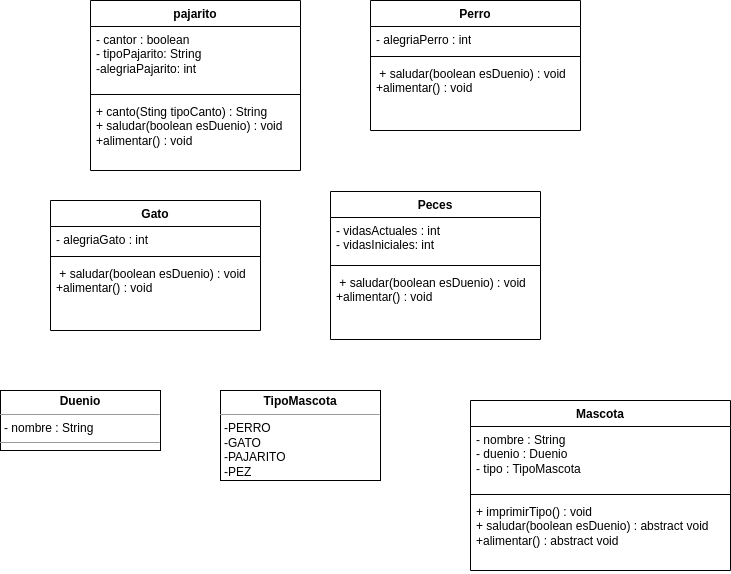 pajarito
- cantor : boolean
- tipoPajarito: String
-alegriaPajarito: int
+ canto(Sting tipoCanto) : String
+ saludar(boolean esDuenio) : void
+alimentar() : void
Perro
- alegriaPerro : int
+ saludar(boolean esDuenio) : void
+alimentar() : void
Gato
- alegriaGato : int
+ saludar(boolean esDuenio) : void
+alimentar() : void
Peces
- vidasActuales : int
- vidasIniciales: int
+ saludar(boolean esDuenio) : void
+alimentar() : void
Duenio
- nombre : String
TipoMascota
-PERRO
-GATO
-PAJARITO
-PEZ
Mascota
- nombre : String
- duenio : Duenio
- tipo : TipoMascota
+ imprimirTipo() : void
+ saludar(boolean esDuenio) : abstract void
+alimentar() : abstract void